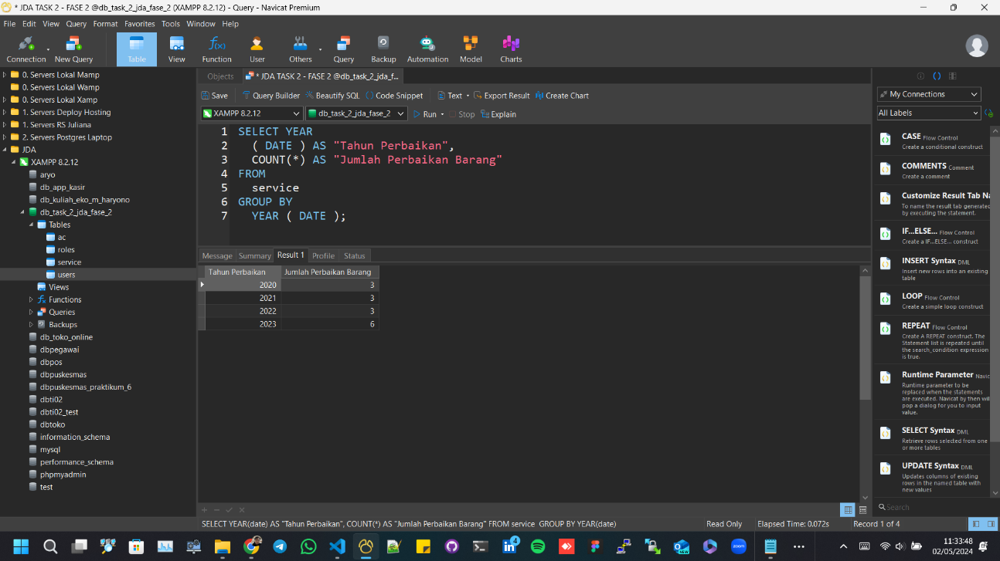 * JDA TASK 2 - FASE 2 @db_task_2_jda_fase_2 (XAMPP 8.2.12) - Query - Navicat Premium
File Edit View Query Format Favorites Tools Window Help
Connection New Query Table View Function User Others Query Backup Automation Model Charts
0. Servers Lokal Mamp
0. Servers Lokal Wamp
0. Servers Lokal Xamp
1. Servers Deploy Hosting
1. Servers RS Juliana
2. Servers Postgres Laptop
JDA
XAMPP 8.2.12
aryo
db_app_kasir
db_kuliah_eko_m_haryono
db_task_2_jda_fase_2
Tables
ac
roles
service
users
Views
Functions
Queries
Backups
db_toko_online
dbpegawai
dbpos
dbpuskesmas
dbpuskesmas_praktikum_6
dbti02
dbti02_test
dbtoko
information_schema
mysql
performance_schema
phpmyadmin
test
Objects * JDA TASK 2 - FASE 2 @db_task_2_jda_f...
Save Query Builder Beautify SQL Code Snippet Text Export Result Create Chart
XAMPP 8.2.12 db_task_2_jda_fase_2 Run Stop Explain
1 SELECT YEAR
2 ( DATE ) AS "Tahun Perbaikan",
3 COUNT(*) AS "Jumlah Perbaikan Barang"
4 FROM
5 service
6 GROUP BY
7 YEAR ( DATE );
Message Summary Result 1 Profile Status
Tahun Perbaikan Jumlah Perbaikan Barang
2020 3
2021 3
2022 3
2023 6
SELECT YEAR(date) AS "Tahun Perbaikan", COUNT(*) AS "Jumlah Perbaikan Barang" FROM service GROUP BY YEAR(date) Read Only Elapsed Time: 0.072s Record 1 of 4
My Connections
All Labels
CASE Flow Control
Create a conditional construct
COMMENTS Comment
Create a comment
Customize Result Tab Na
To name the result tab generated
by executing the statement.
IF...ELSE... Flow Control
Create a IF...ELSE... construct
INSERT Syntax DML
Insert new rows into an existing
table
LOOP Flow Control
Create a simple loop construct
REPEAT Flow Control
Create A REPEAT construct. The
Statement list is repeated until
the search_condition expression
is true.
Runtime Parameter Navic
Runtime parameter to be
replaced when the statements
are executed. Navicat by then will
pop a dialog for you to input
value.
SELECT Syntax DML
Retrieve rows selected from one
or more tables
UPDATE Syntax DML
Updates columns of existing
rows in the named table with
new values
Search
4
NEW
zoom
11:33:48
02/05/2024